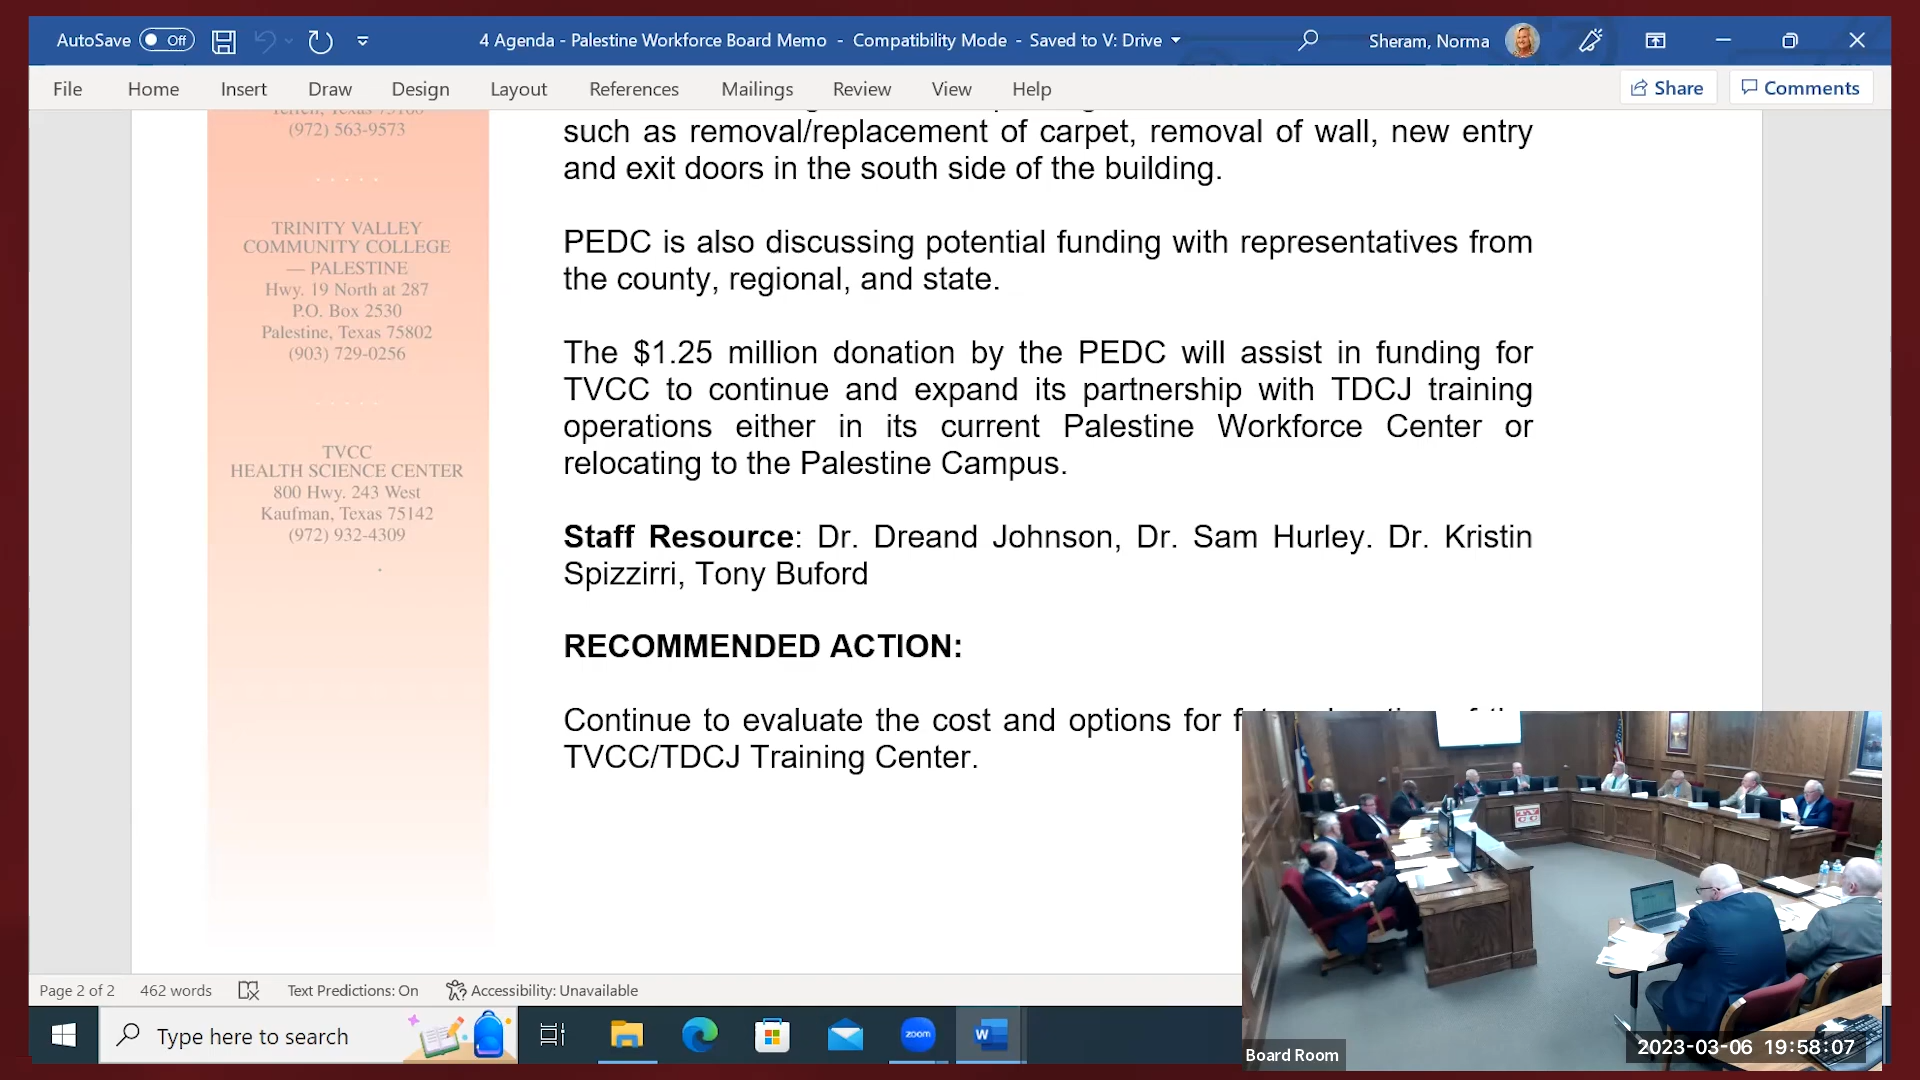 AutoSave Off 4 Agenda - Palestine Workforce Board Memo - Compatibility Mode - Saved to V: Drive Sheram, Norma
File Home Insert Draw Design Layout References Mailings Review View Help Share Comments
(972) 563-9573
TRINITY VALLEY
COMMUNITY COLLEGE
— PALESTINE
Hwy. 19 North at 287
P.O. Box 2530
Palestine, Texas 75802
(903) 729-0256
TVCC
HEALTH SCIENCE CENTER
800 Hwy. 243 West
Kaufman, Texas 75142
(972) 932-4309
such as removal/replacement of carpet, removal of wall, new entry
and exit doors in the south side of the building.
PEDC is also discussing potential funding with representatives from
the county, regional, and state.
The $1.25 million donation by the PEDC will assist in funding for
TVCC to continue and expand its partnership with TDCJ training
operations either in its current Palestine Workforce Center or
relocating to the Palestine Campus.
Staff Resource: Dr. Dreand Johnson, Dr. Sam Hurley. Dr. Kristin
Spizzirri, Tony Buford
RECOMMENDED ACTION:
Continue to evaluate the cost and options for
TVCC/TDCJ Training Center.
Page 2 of 2 462 words Text Predictions: On Accessibility: Unavailable
Type here to search
zoom
Board Room
2023-03-06 19:58:07